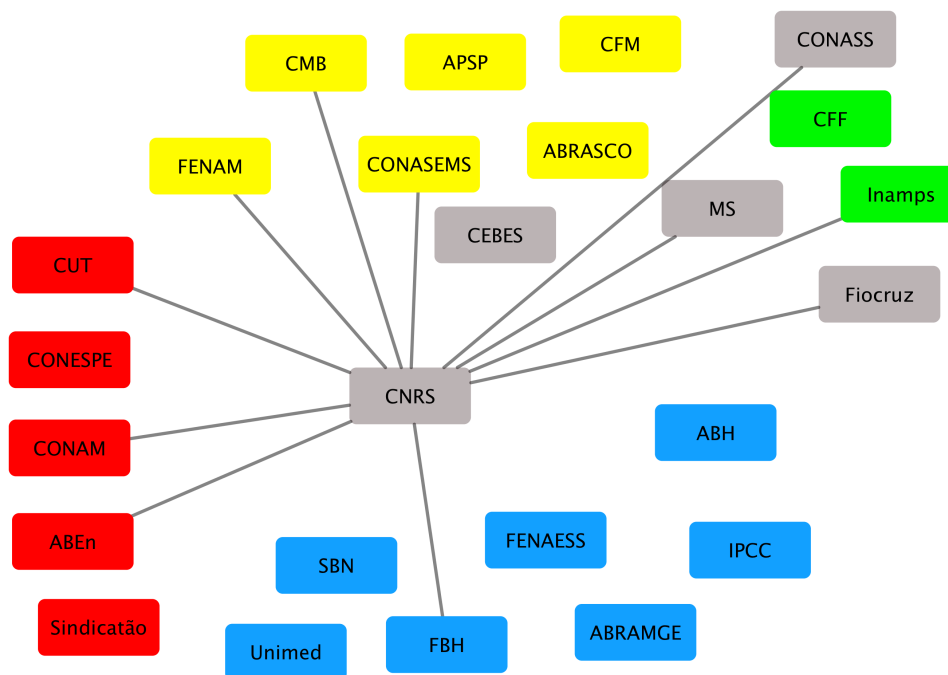 CFM
CONASS
CMB
APSP
CFF
ABRASCO
FENAM
CONASEMS
Inamps
MS
CEBES
CUT
Fiocruz
CONESPE
CNRS
ABH
CONAM
ABEn
FENAESS
IPCC
SBN
Sindicatão
ABRAMGE
FBH
Unimed